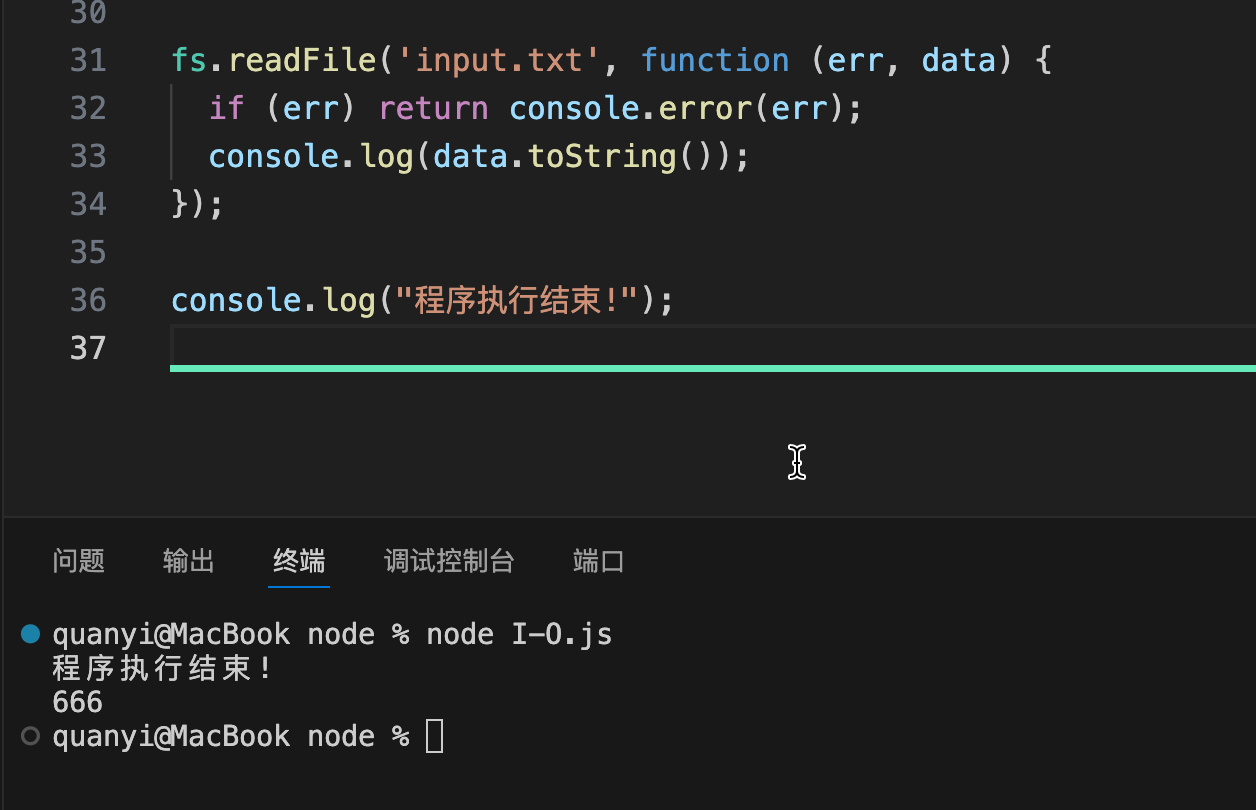 30
31 fs.readFile('input.txt', function (err, data) {
32 if (err) return console.error(err);
33 console.log(data.toString());
34 });
35
36 console.log("程序执行结束!");
37
问题 输出 终端 调试控制台 端口
quanyi@MacBook node % node I-O.js
程序执行结束!
666
quanyi@MacBook node %